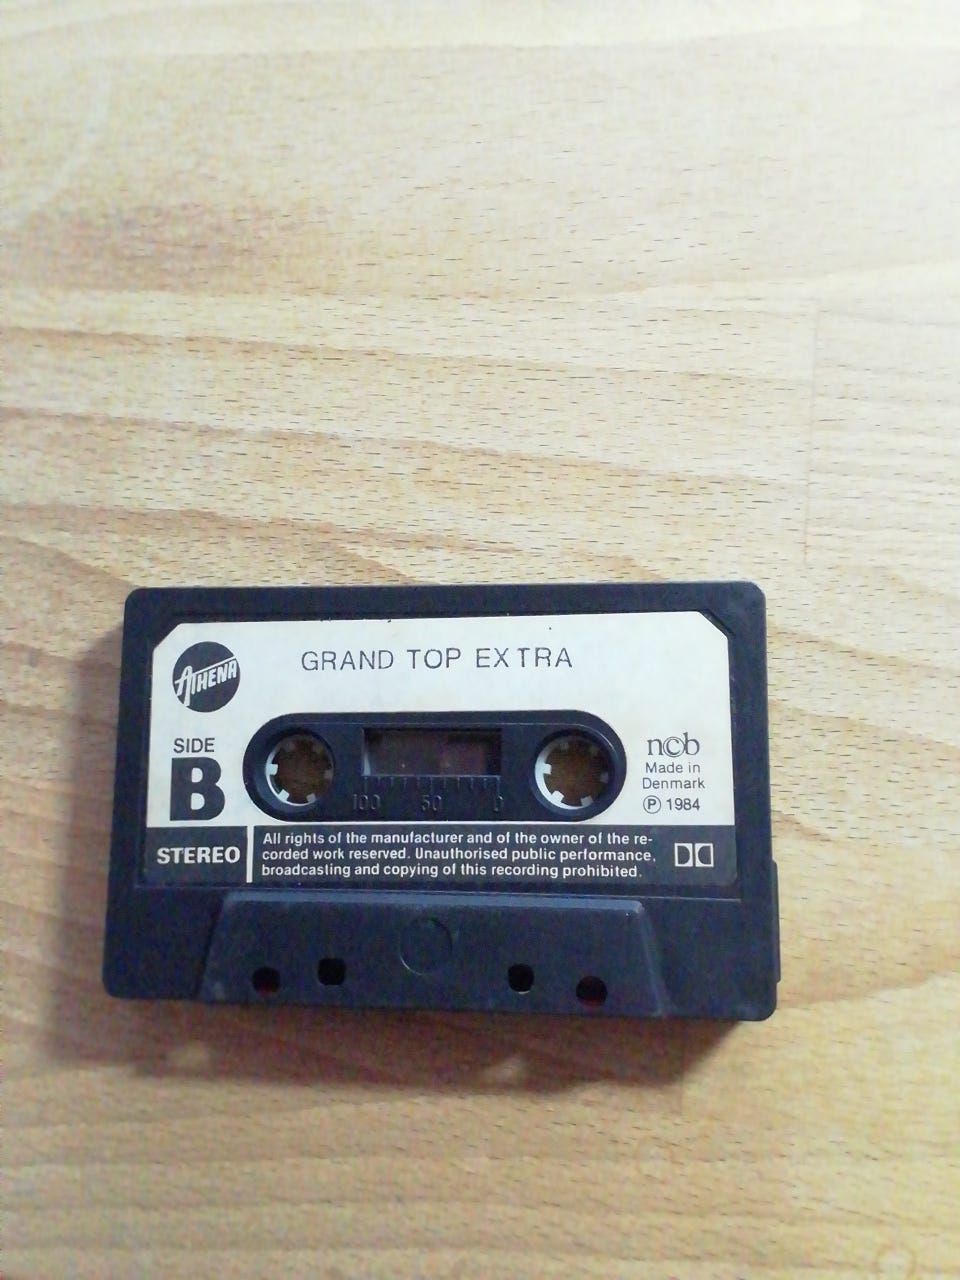 GRAND TOP EXTRA
ATHENA
SIDE
B
STEREO
100 50 0
ncb
Made in
Denmark
Ⓟ 1984
All rights of the manufacturer and of the owner of the re-
corded work reserved. Unauthorised public performance,
broadcasting and copying of this recording prohibited.